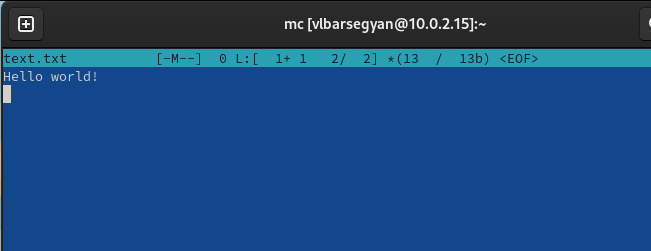 mc [vlbarsegyan@10.0.2.15]:~
text.txt [-M--] 0 L:[ 1+ 1 2/ 2] *(13 / 13b) <EOF>
Hello world!